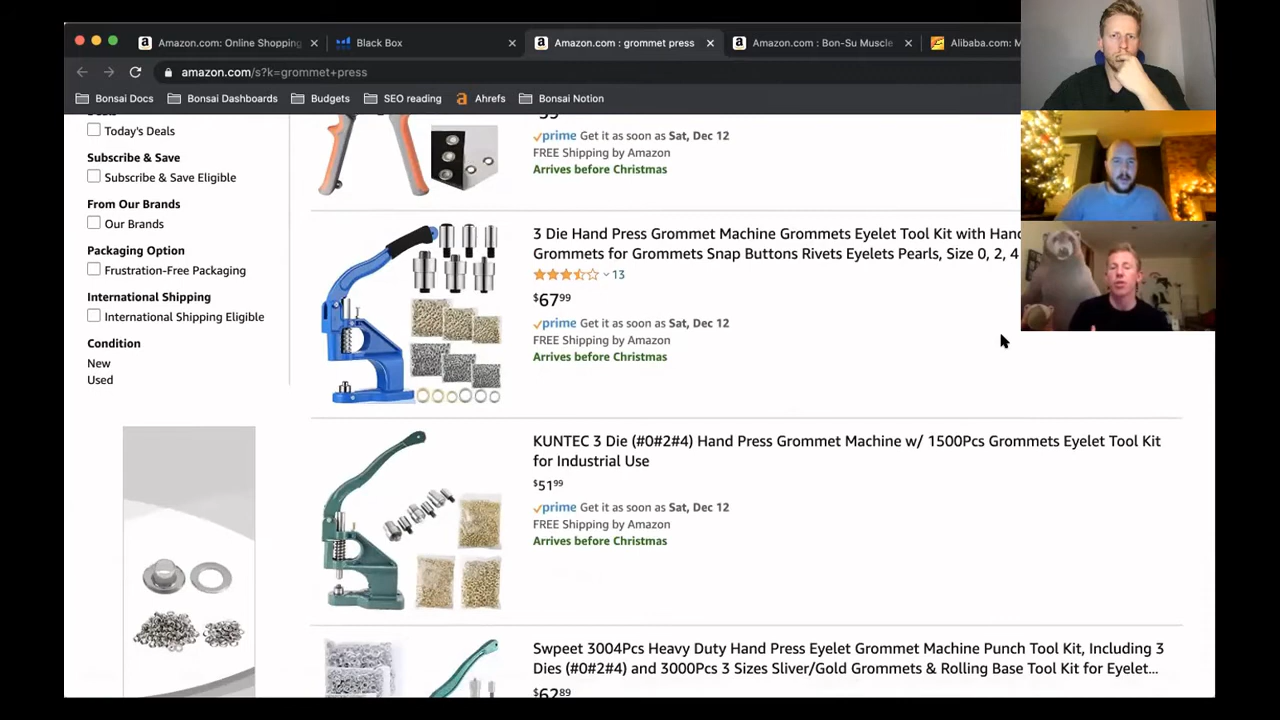 Amazon.com: Online Shopping
Black Box
Amazon.com : grommet press
Amazon.com : Bon-Su Muscle
Alibaba.com: M
amazon.com/s?k=grommet+press
Bonsai Docs
Bonsai Dashboards
Budgets
SEO reading
Ahrefs
Bonsai Notion
Today's Deals
Subscribe & Save
Subscribe & Save Eligible
From Our Brands
Our Brands
Packaging Option
Frustration-Free Packaging
International Shipping
International Shipping Eligible
Condition
New
Used
prime Get it as soon as Sat, Dec 12
FREE Shipping by Amazon
Arrives before Christmas
3 Die Hand Press Grommet Machine Grommets Eyelet Tool Kit with Hand
Grommets for Grommets Snap Buttons Rivets Eyelets Pearls, Size 0, 2, 4
13
$6799
prime Get it as soon as Sat, Dec 12
FREE Shipping by Amazon
Arrives before Christmas
KUNTEC 3 Die (#0#2#4) Hand Press Grommet Machine w/ 1500Pcs Grommets Eyelet Tool Kit
for Industrial Use
$5199
prime Get it as soon as Sat, Dec 12
FREE Shipping by Amazon
Arrives before Christmas
Swpeet 3004Pcs Heavy Duty Hand Press Eyelet Grommet Machine Punch Tool Kit, Including 3
Dies (#0#2#4) and 3000Pcs 3 Sizes Sliver/Gold Grommets & Rolling Base Tool Kit for Eyelet...
$6289